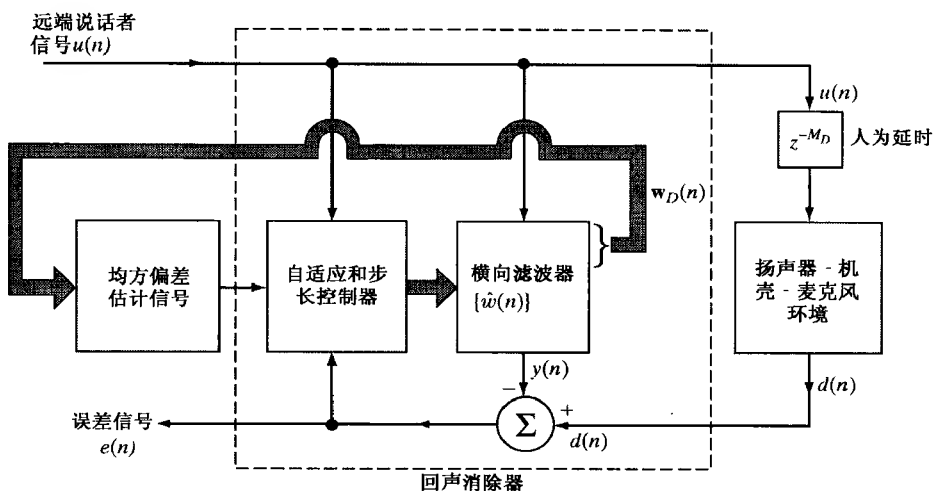 远端说话者
信号u(n)
u(n)
z^{-M_D}
人为延时
w_D(n)
均方偏差
估计信号
自适应和步
长控制器
横向滤波器
{ŵ(n)}
扬声器 - 机
壳 - 麦克风
环境
y(n)
d(n)
−
+
Σ
d(n)
误差信号
e(n)
回声消除器